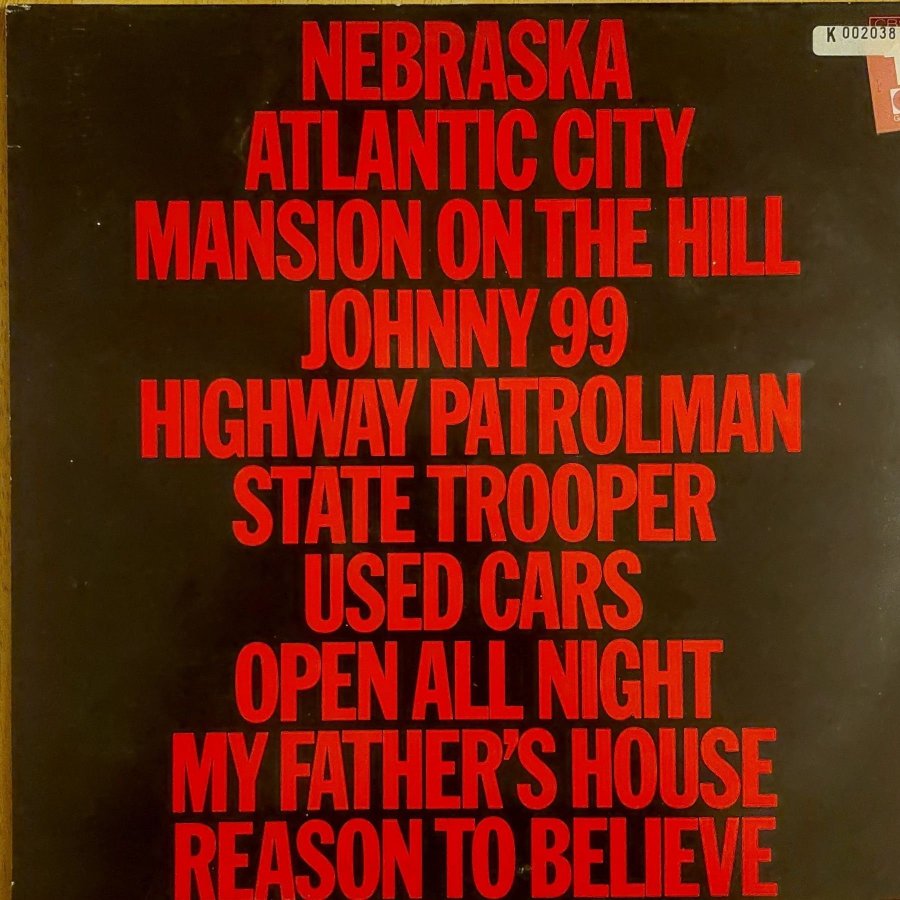 K 002038
NEBRASKA
ATLANTIC CITY
MANSION ON THE HILL
JOHNNY 99
HIGHWAY PATROLMAN
STATE TROOPER
USED CARS
OPEN ALL NIGHT
MY FATHER'S HOUSE
REASON TO BELIEVE